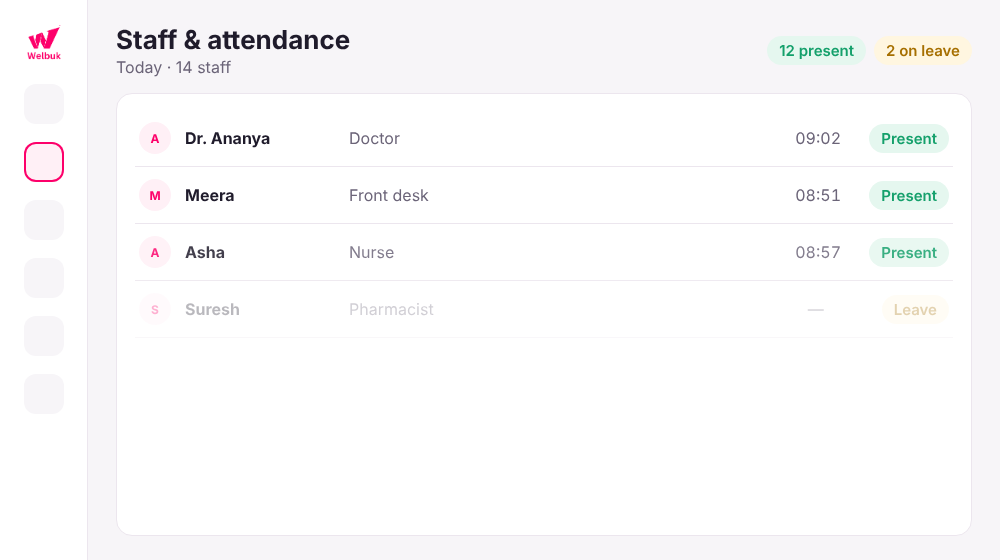 Welbuk
Staff & attendance
Today · 14 staff
12 present
2 on leave
A Dr. Ananya Doctor 09:02 Present
M Meera Front desk 08:51 Present
A Asha Nurse 08:57 Present
S Suresh Pharmacist — Leave